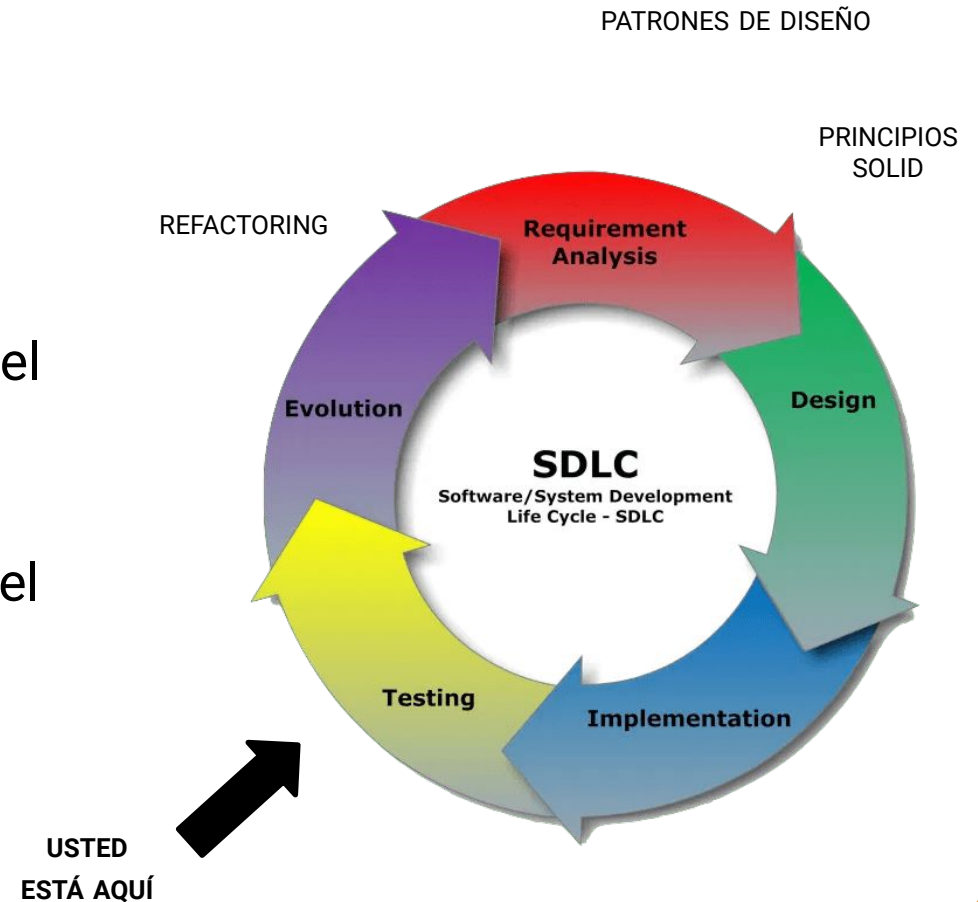 PATRONES DE DISEÑO
PRINCIPIOS
SOLID
REFACTORING
Requirement
Analysis
el
Evolution
Design
SDLC
Software/System Development
Life Cycle - SDLC
el
Testing
Implementation
USTED
ESTÁ AQUÍ